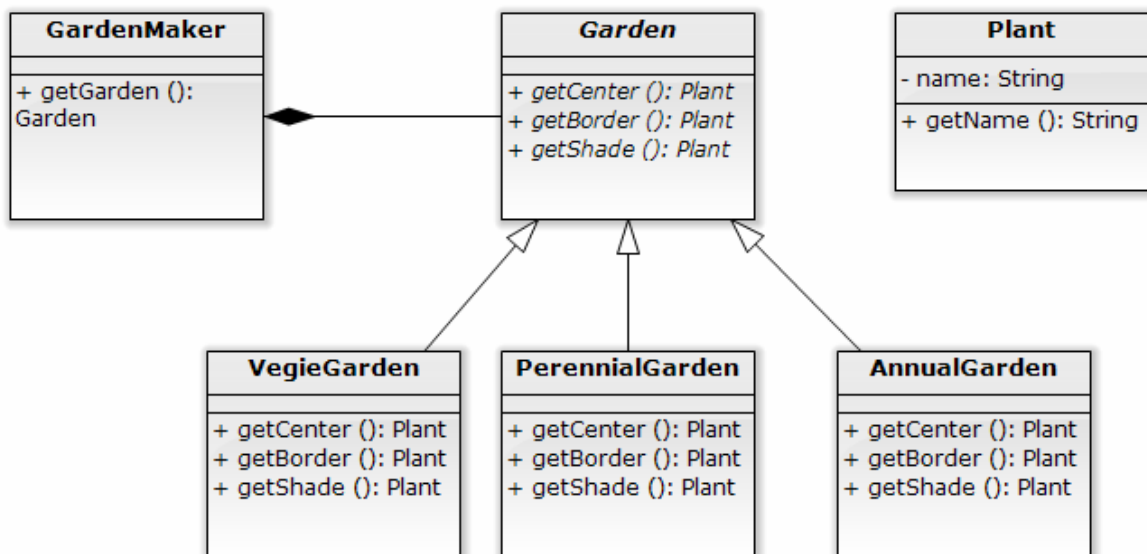 GardenMaker
+ getGarden ():
Garden
Garden
+ getCenter (): Plant
+ getBorder (): Plant
+ getShade (): Plant
Plant
- name: String
+ getName (): String
VegieGarden
+ getCenter (): Plant
+ getBorder (): Plant
+ getShade (): Plant
PerennialGarden
+ getCenter (): Plant
+ getBorder (): Plant
+ getShade (): Plant
AnnualGarden
+ getCenter (): Plant
+ getBorder (): Plant
+ getShade (): Plant